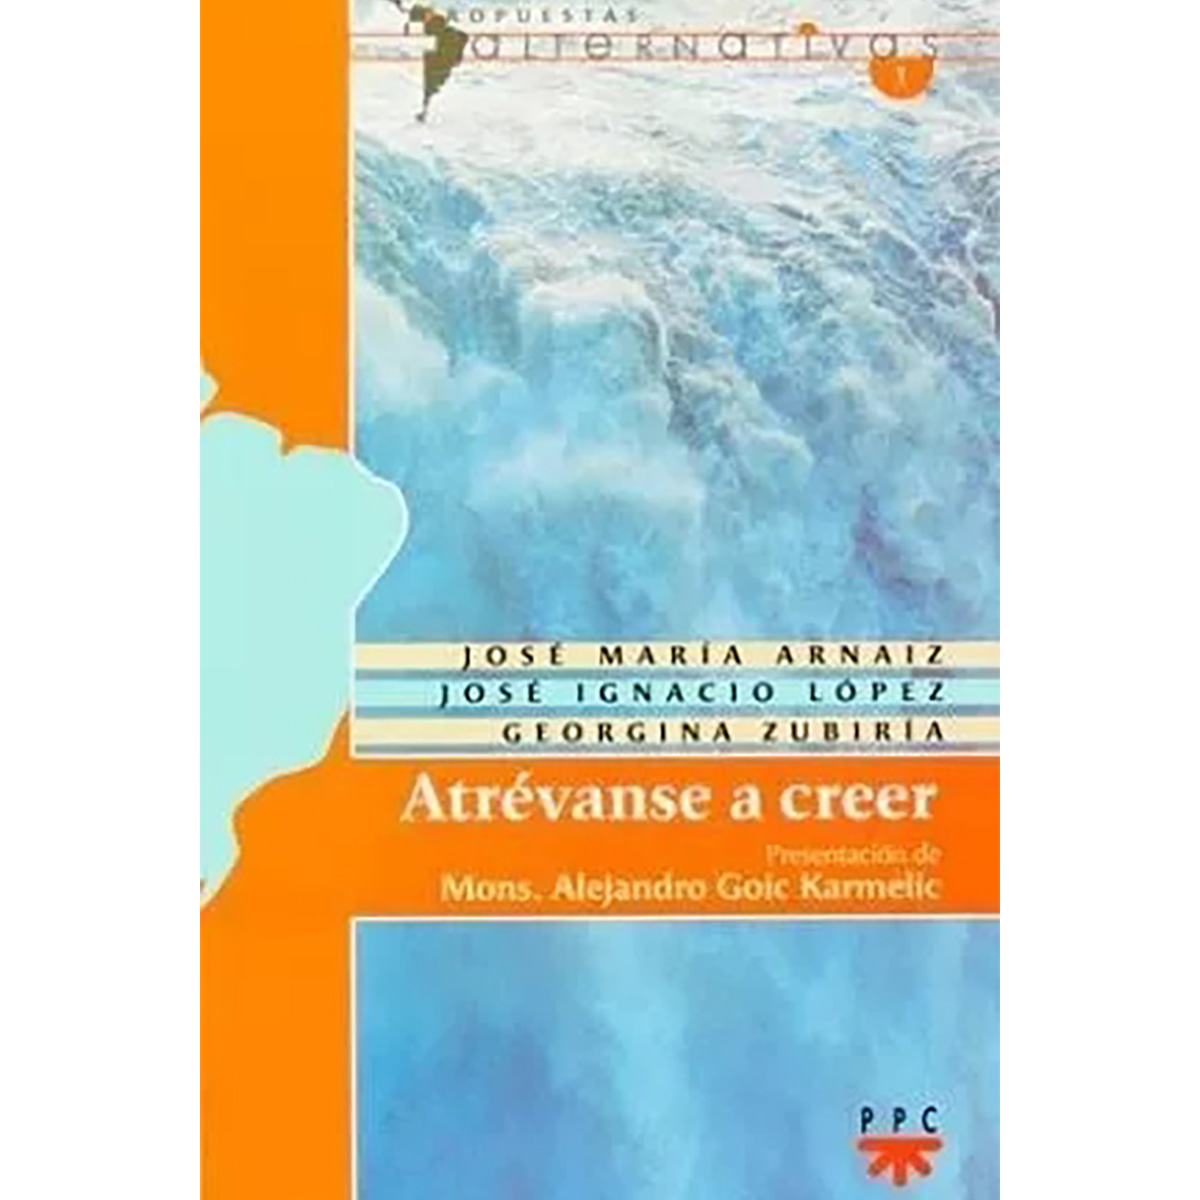 PROPUESTAS
alternativas
1
JOSÉ MARÍA ARNAIZ
JOSÉ IGNACIO LÓPEZ
GEORGINA ZUBIRÍA
Atrévanse a creer
Presentación de
Mons. Alejandro Goic Karmelic
PPC